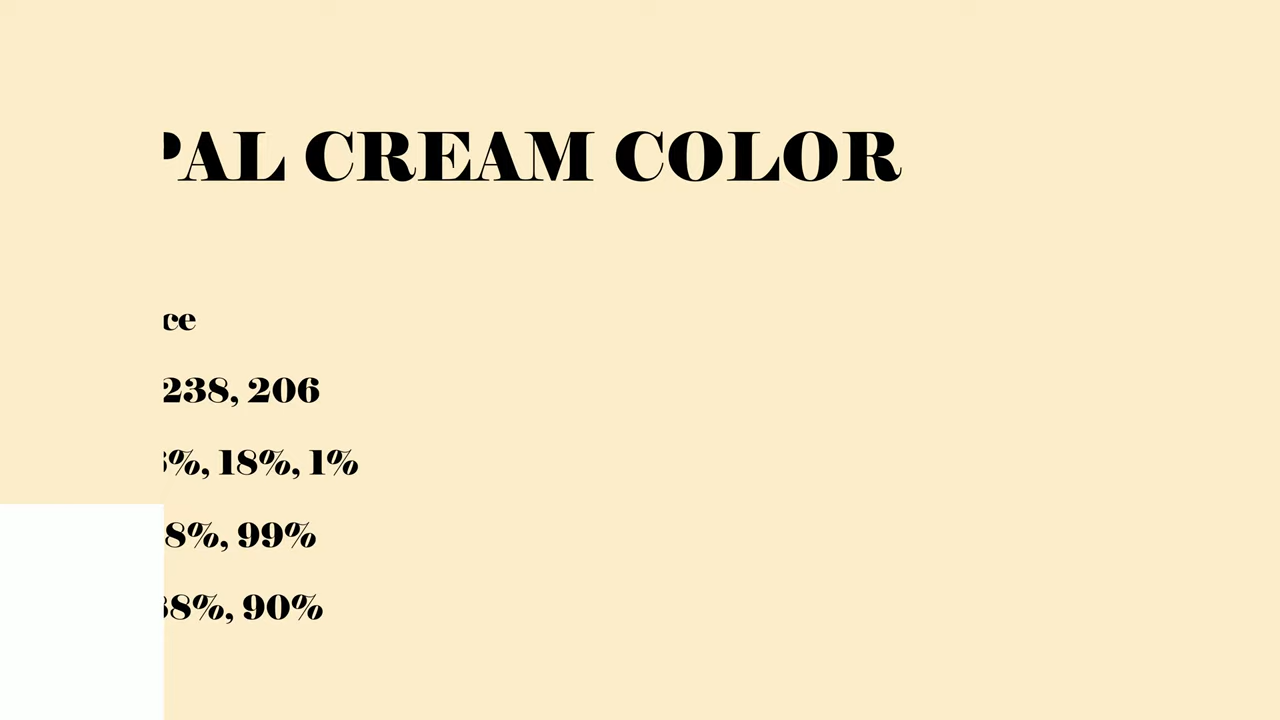 PAL CREAM COLOR
ce
238, 206
%, 18%, 1%
8%, 99%
8%, 90%